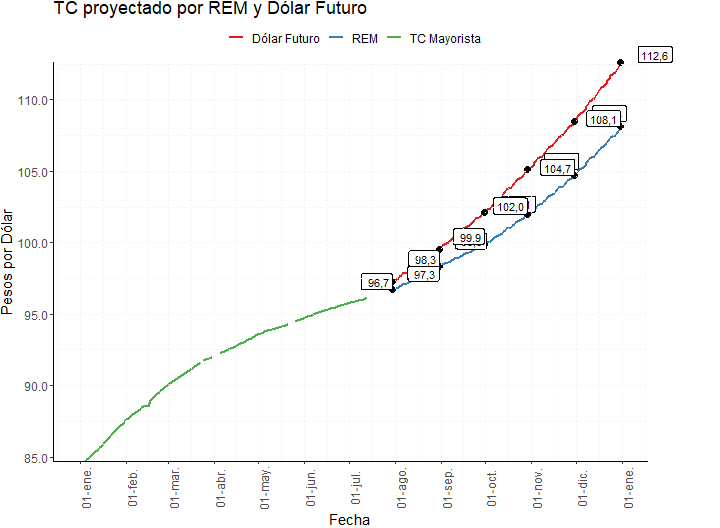 TC proyectado por REM y Dólar Futuro
Dólar Futuro REM TC Mayorista
Pesos por Dólar
110.0
105.0
100.0
95.0
90.0
85.0
112,6
108,1
104,7
102,0
99,9
98,3
97,3
96,7
01-ene. 01-feb. 01-mar. 01-abr. 01-may. 01-jun. 01-jul. 01-ago. 01-sep. 01-oct. 01-nov. 01-dic. 01-ene.
Fecha